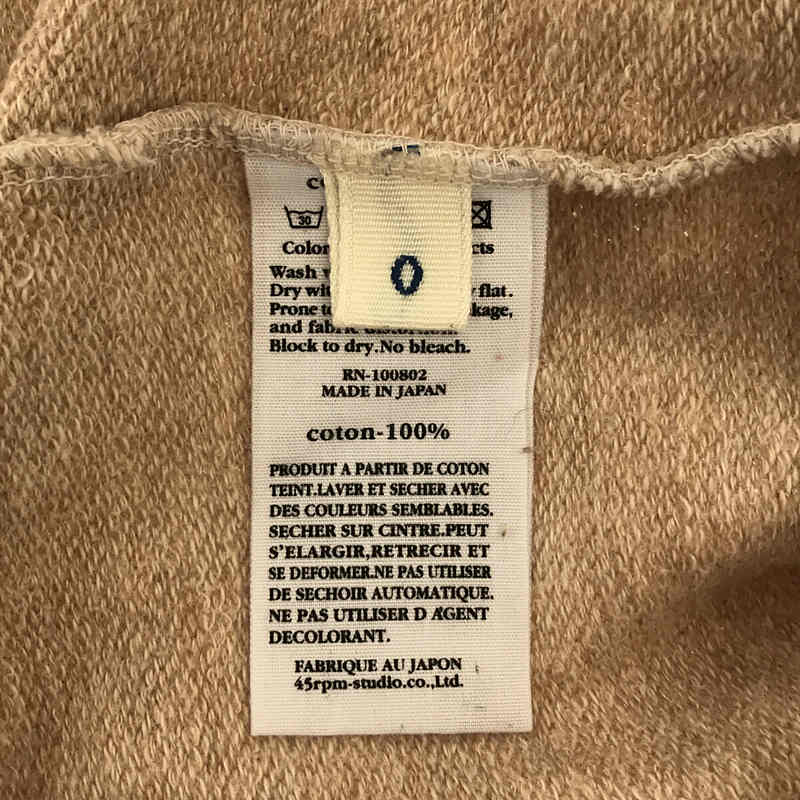 30
0
Wash
Dry flat.
Prone
and
Block to dry.No bleach.
RN-100802
MADE IN JAPAN
coton-100%
PRODUIT A PARTIR DE COTON
TEINT.LAVER ET SECHER AVEC
DES COULEURS SEMBLABLES.
SECHER SUR CINTRE.PEUT
S'ELARGIR,RETRECIR ET
SE DEFORMER.NE PAS UTILISER
DE SECHOIR AUTOMATIQUE.
NE PAS UTILISER D'AGENT
DECOLORANT.
FABRIQUE AU JAPON
45rpm-studio.co.,Ltd.